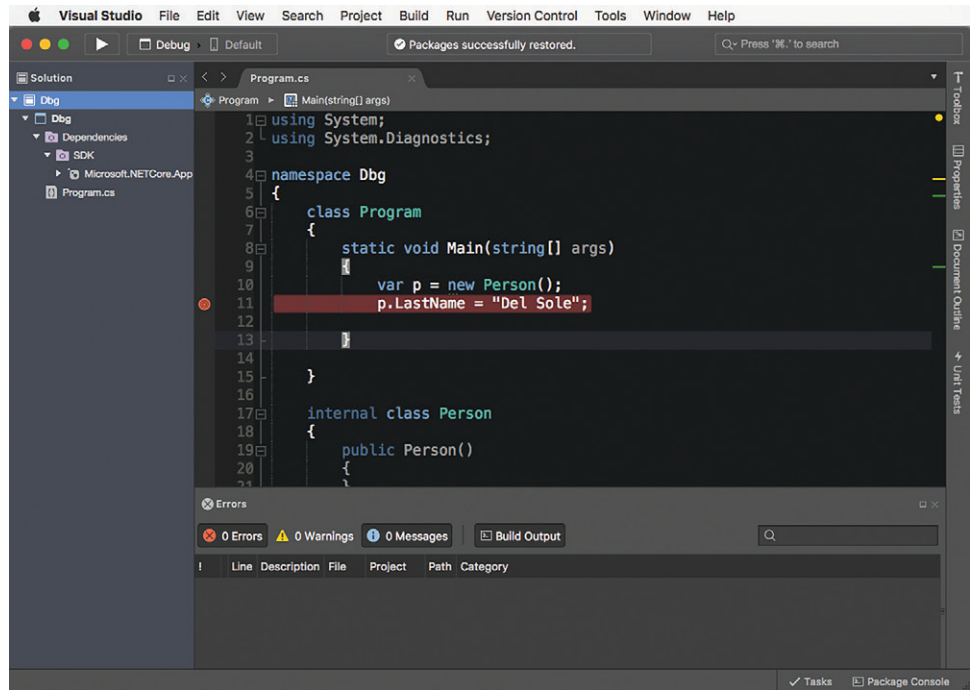 Visual Studio File Edit View Search Project Build Run Version Control Tools Window Help
Debug › Default
Packages successfully restored.
Press '⌘.' to search
Solution
Dbg
Dbg
Dependencies
SDK
Microsoft.NETCore.App
Program.cs
Program.cs
Program ▸ Main(string[] args)
1 using System;
2 using System.Diagnostics;
3
4 namespace Dbg
5 {
6 class Program
7 {
8 static void Main(string[] args)
9 {
10 var p = new Person();
11 p.LastName = "Del Sole";
12
13 }
14
15 }
16
17 internal class Person
18 {
19 public Person()
20 {
21 }
Toolbox
Properties
Document Outline
Unit Tests
Errors
0 Errors 0 Warnings 0 Messages Build Output
! Line Description File Project Path Category
Tasks Package Console